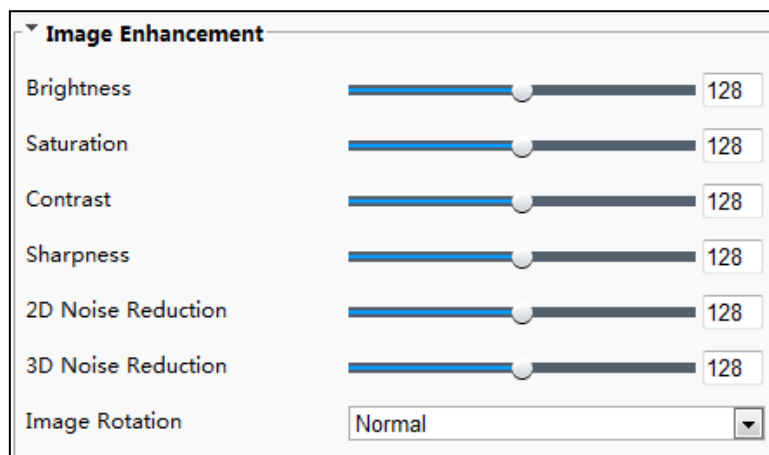 Image Enhancement
Brightness 128
Saturation 128
Contrast 128
Sharpness 128
2D Noise Reduction 128
3D Noise Reduction 128
Image Rotation Normal